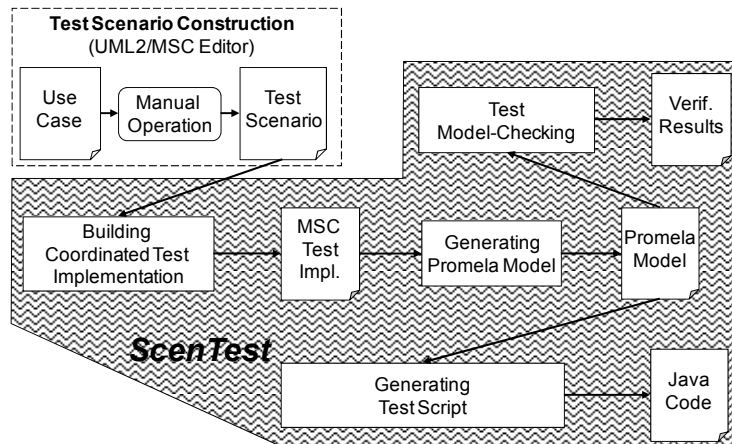 Test Scenario Construction
(UML2/MSC Editor)
Use
Case
Manual
Operation
Test
Scenario
Test
Model-Checking
Verif.
Results
Building
Coordinated Test
Implementation
MSC
Test
Impl.
Generating
Promela Model
Promela
Model
ScenTest
Generating
Test Script
Java
Code